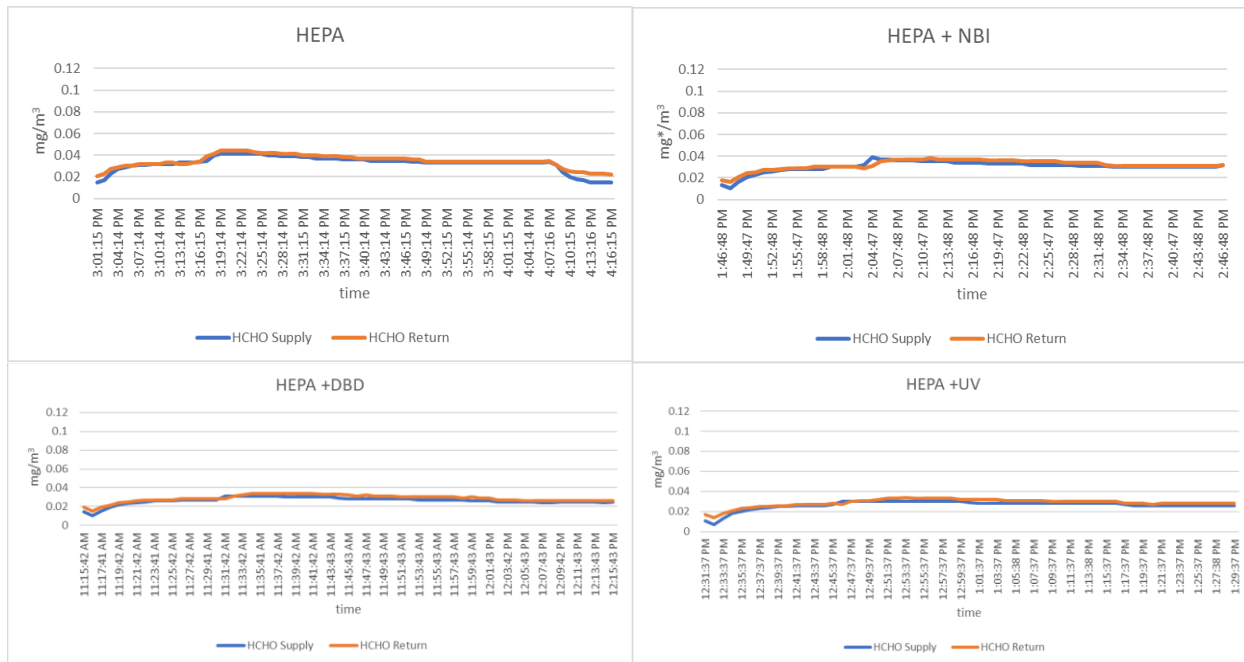 HEPA
0.12
0.1
0.08
0.06
0.04
0.02
0
mg/m³
3:01:15 PM
3:04:14 PM
3:07:14 PM
3:10:14 PM
3:13:14 PM
3:16:15 PM
3:19:14 PM
3:22:14 PM
3:25:14 PM
3:28:14 PM
3:31:15 PM
3:34:14 PM
3:37:15 PM
3:40:14 PM
3:43:14 PM
3:46:15 PM
3:49:14 PM
3:52:14 PM
3:55:14 PM
3:58:15 PM
4:01:15 PM
4:04:14 PM
4:07:16 PM
4:10:15 PM
4:13:16 PM
4:16:15 PM
time
HCHO Supply HCHO Return
HEPA + NBI
0.12
0.1
0.08
0.06
0.04
0.02
0
mg*/m³
1:46:48 PM
1:49:47 PM
1:52:48 PM
1:55:47 PM
1:58:48 PM
2:01:48 PM
2:04:47 PM
2:07:48 PM
2:10:47 PM
2:13:48 PM
2:16:48 PM
2:19:47 PM
2:22:48 PM
2:25:48 PM
2:28:48 PM
2:31:48 PM
2:34:48 PM
2:37:48 PM
2:40:47 PM
2:43:48 PM
2:46:48 PM
time
HCHO Supply HCHO Return
HEPA +DBD
0.12
0.1
0.08
0.06
0.04
0.02
0
mg/m³
11:15:42 AM
11:17:41 AM
11:19:42 AM
11:21:42 AM
11:23:41 AM
11:25:42 AM
11:27:42 AM
11:29:41 AM
11:31:42 AM
11:33:42 AM
11:35:41 AM
11:37:42 AM
11:39:42 AM
11:41:42 AM
11:43:43 AM
11:45:43 AM
11:47:43 AM
11:49:43 AM
11:51:43 AM
11:53:43 AM
11:55:43 AM
11:57:43 AM
11:59:43 AM
12:01:43 PM
12:03:42 PM
12:05:43 PM
12:07:43 PM
12:09:42 PM
12:11:43 PM
12:13:43 PM
12:15:43 PM
time
HCHO Supply HCHO Return
HEPA +UV
0.12
0.1
0.08
0.06
0.04
0.02
0
mg/m³
12:31:37 PM
12:33:37 PM
12:35:37 PM
12:37:37 PM
12:39:37 PM
12:41:37 PM
12:43:37 PM
12:45:37 PM
12:47:37 PM
12:49:37 PM
12:51:37 PM
12:53:37 PM
12:55:37 PM
12:57:37 PM
12:59:37 PM
1:01:37 PM
1:03:37 PM
1:05:38 PM
1:07:37 PM
1:09:37 PM
1:11:37 PM
1:13:38 PM
1:15:37 PM
1:17:37 PM
1:19:37 PM
1:21:37 PM
1:23:37 PM
1:25:37 PM
1:27:38 PM
1:29:37 PM
time
HCHO Supply HCHO Return